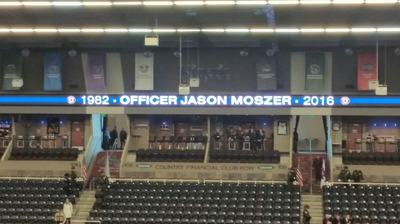 1982 • OFFICER JASON MOSZER • 2016
COUNTRY FINANCIAL CLUB ROW